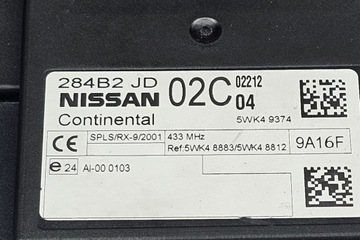 284B2 JD 02C 02212
NISSAN 04
Continental 5WK4 9374
CE SPLS/RX-9/2001 433 MHz 9A16F
Ref:5WK4 8883/5WK4 8812
e 24 AI-00 0103